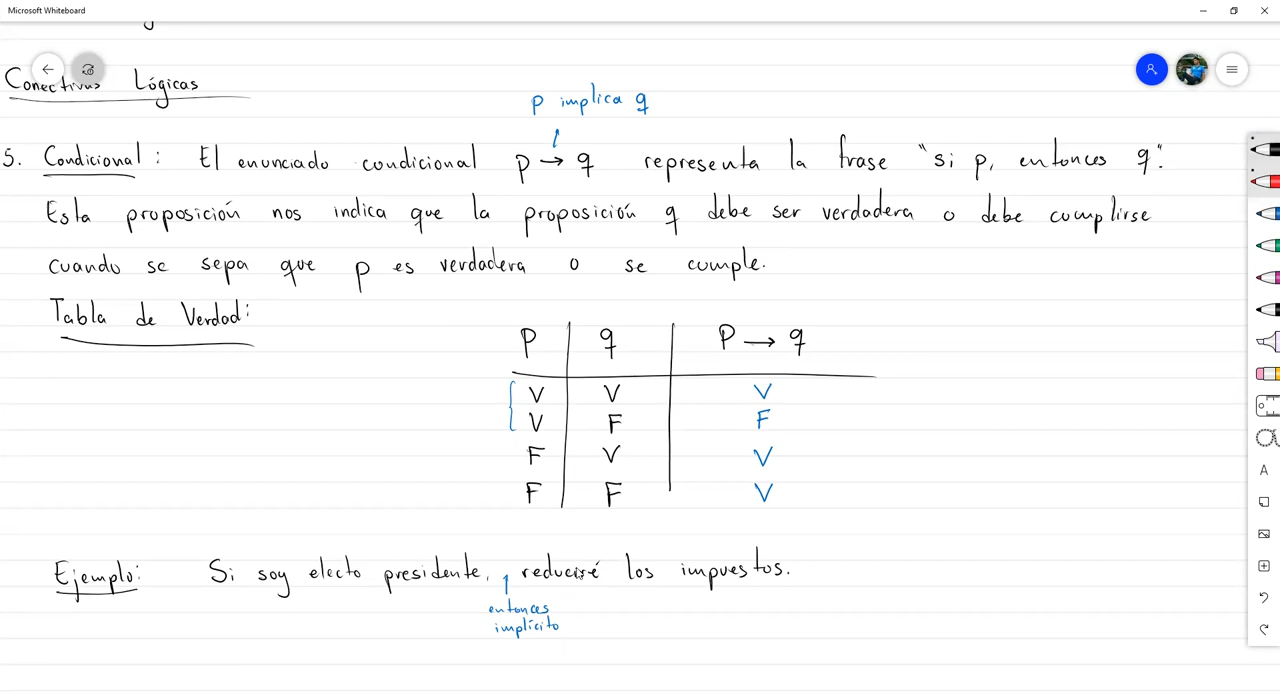 Microsoft Whiteboard
Conectivas Lógicas
p implica q
5. Condicional: El enunciado condicional p → q representa la frase "si p, entonces q".
Esta proposición nos indica que la proposición q debe ser verdadera o debe cumplirse
cuando se sepa que p es verdadera o se cumple.
Tabla de Verdad:
p q p → q
V V V
V F F
F V V
F F V
Ejemplo: Si soy electo presidente, reduciré los impuestos.
entonces
implícito
A